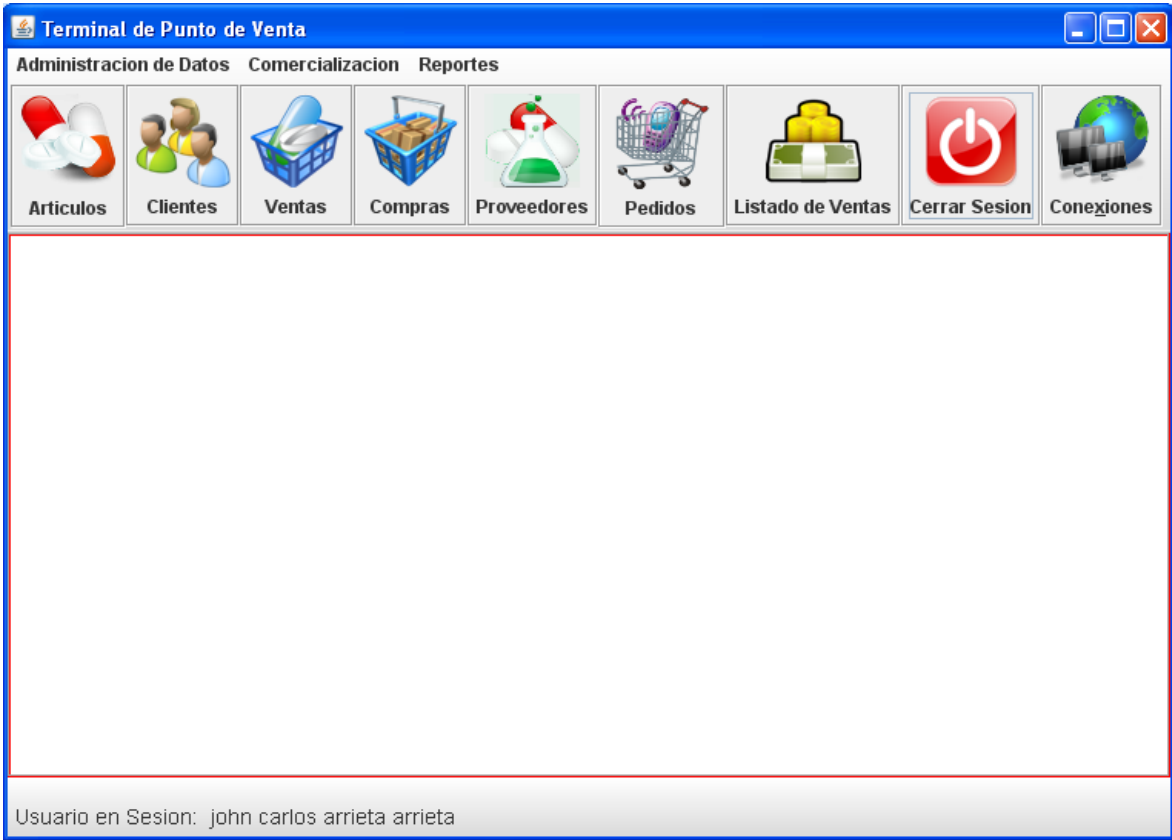 Terminal de Punto de Venta
Administracion de Datos Comercializacion Reportes
Articulos Clientes Ventas Compras Proveedores Pedidos Listado de Ventas Cerrar Sesion Conexiones
Usuario en Sesion: john carlos arrieta arrieta